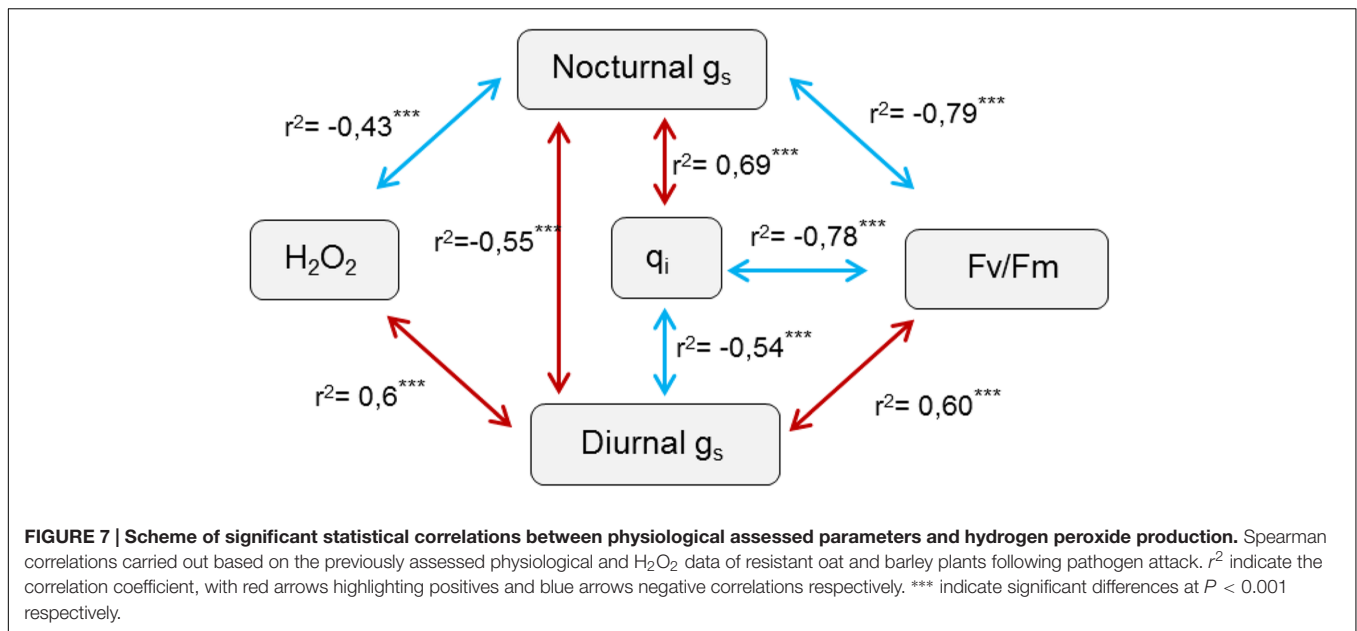 Nocturnal gₛ
r²= -0,43***
r²= -0,79***
r²= 0,69***
H₂O₂
r²=-0,55***
qᵢ
r²= -0,78***
Fv/Fm
r²= -0,54***
r²= 0,6***
r²= 0,60***
Diurnal gₛ
FIGURE 7 | Scheme of significant statistical correlations between physiological assessed parameters and hydrogen peroxide production. Spearman
correlations carried out based on the previously assessed physiological and H₂O₂ data of resistant oat and barley plants following pathogen attack. r² indicate the
correlation coefficient, with red arrows highlighting positives and blue arrows negative correlations respectively. *** indicate significant differences at P < 0.001
respectively.